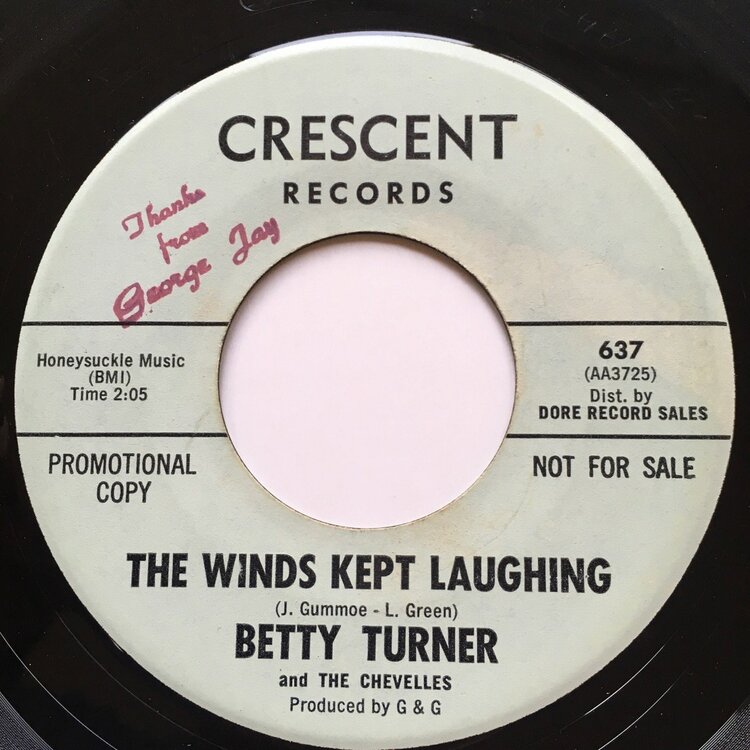 CRESCENT
RECORDS
Thanks
from
George Jay
Honeysuckle Music
(BMI)
Time 2:05
637
(AA3725)
Dist. by
DORE RECORD SALES
PROMOTIONAL
COPY
NOT FOR SALE
THE WINDS KEPT LAUGHING
(J. Gummoe - L. Green)
BETTY TURNER
and THE CHEVELLES
Produced by G & G